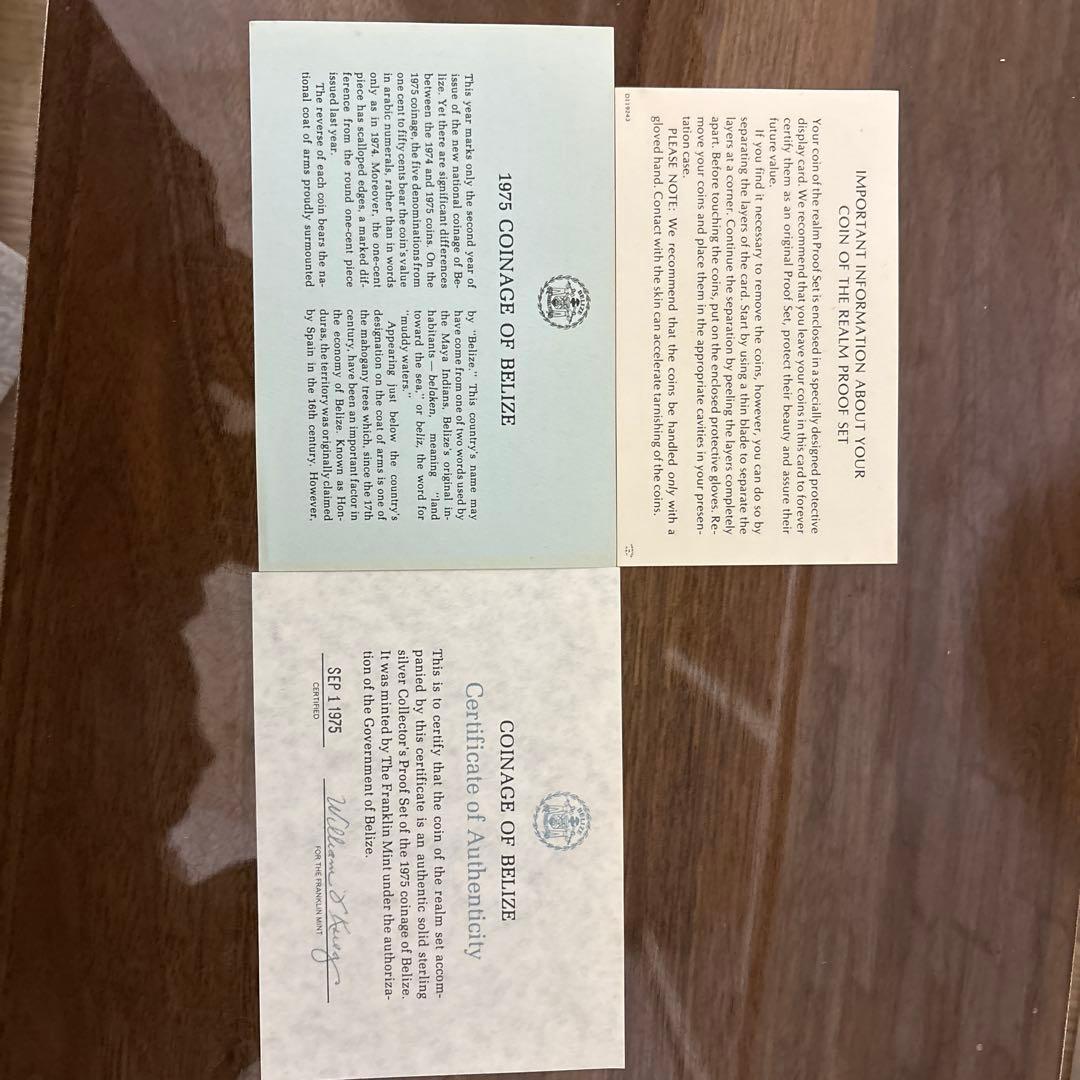 IMPORTANT INFORMATION ABOUT YOUR
COIN OF THE REALM PROOF SET
Your coin of the realm Proof Set is enclosed in a specially designed protective
display card. We recommend that you leave your coins in this card to forever
certify them as an original Proof Set, protect their beauty and assure their
future value.
If you find it necessary to remove the coins, however, you can do so by
separating the layers of the card. Start by using a thin blade to separate the
layers at a corner. Continue the separation by peeling the layers completely
apart. Before touching the coins, put on the enclosed protective gloves. Re-
move your coins and place them in the appropriate cavities in your presen-
tation case.
PLEASE NOTE: We recommend that the coins be handled only with a
gloved hand. Contact with the skin can accelerate tarnishing of the coins.
D119243
BELIZE
1975 COINAGE OF BELIZE
This year marks only the second year of
issue of the new national coinage of Be-
lize. Yet there are significant differences
between the 1974 and 1975 coins. On the
1975 coinage, the five denominations from
one cent to fifty cents bear the coin's value
in arabic numerals, rather than in words
only as in 1974. Moreover, the one-cent
piece has scalloped edges, a marked dif-
ference from the round one-cent piece
issued last year.
The reverse of each coin bears the na-
tional coat of arms proudly surmounted
by "Belize." This country's name may
have come from one of two words used by
the Maya Indians, Belize's original in-
habitants — beloken, meaning "land
toward the sea," or beliz, the word for
"muddy waters."
Appearing just below the country's
designation on the coat of arms is one of
the mahogany trees which, since the 17th
century, have been an important factor in
the economy of Belize. Known as Hon-
duras, the territory was originally claimed
by Spain in the 16th century. However,
BELIZE
COINAGE OF BELIZE
Certificate of Authenticity
This is to certify that the coin of the realm set accom-
panied by this certificate is an authentic solid sterling
silver Collector's Proof Set of the 1975 coinage of Belize.
It was minted by The Franklin Mint under the authoriza-
tion of the Government of Belize.
SEP 1 1975
CERTIFIED
William
FOR THE FRANKLIN MINT